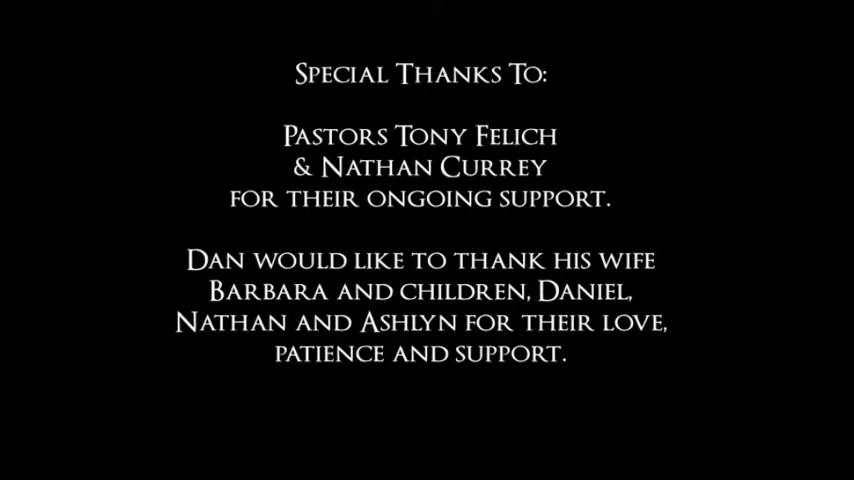 Special Thanks To:
Pastors Tony Felich
& Nathan Currey
for their ongoing support.
Dan would like to thank his wife
Barbara and children, Daniel,
Nathan and Ashlyn for their love,
patience and support.